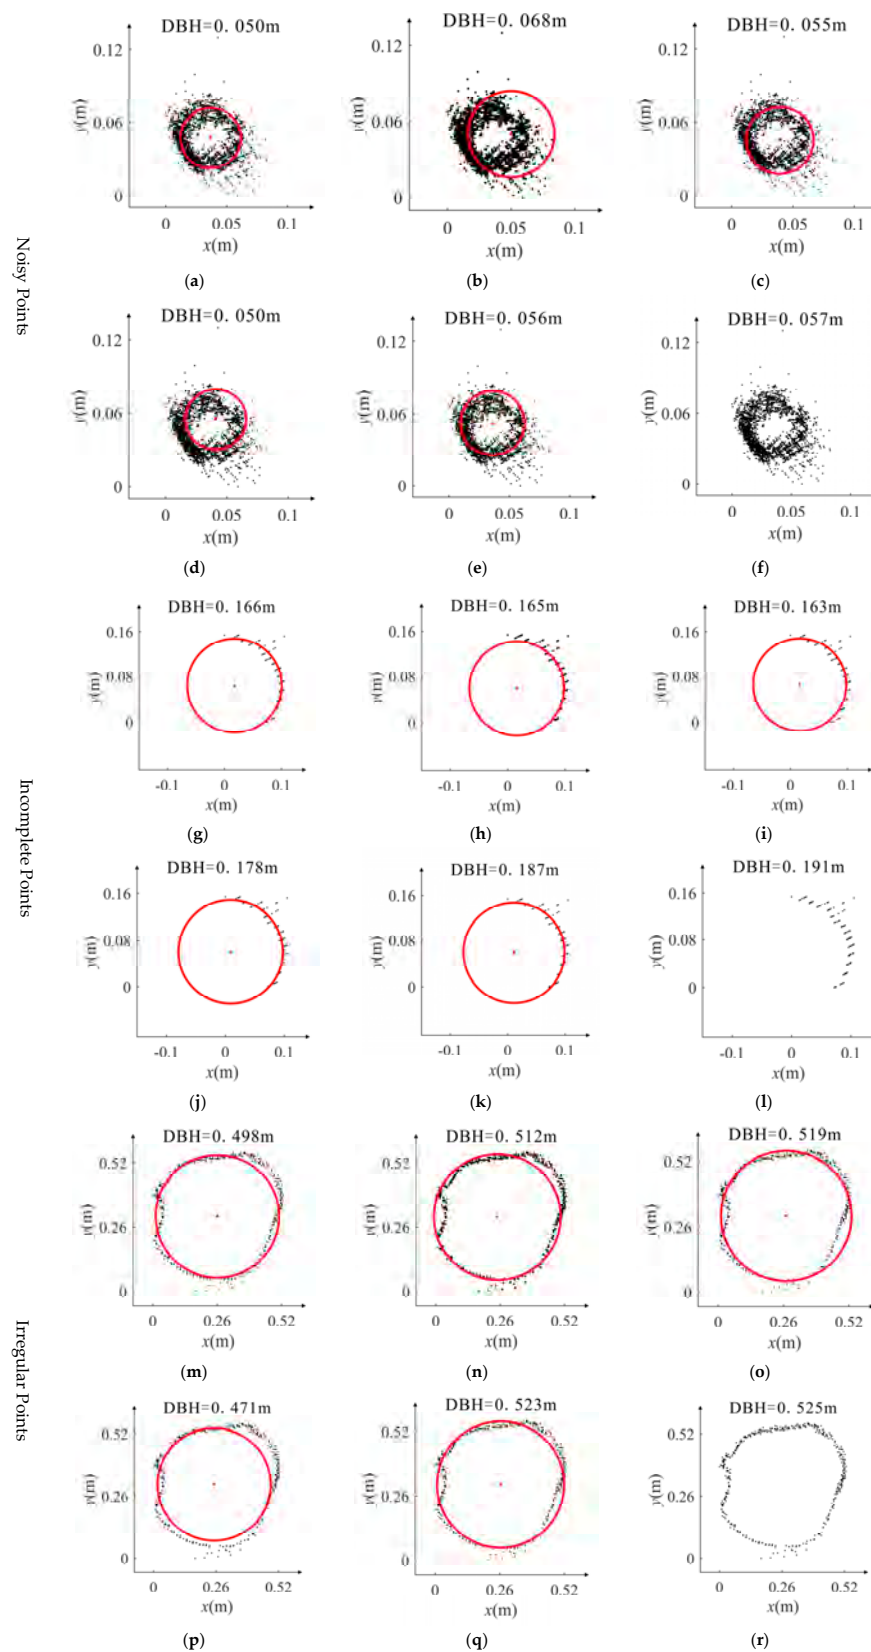 Noisy Points
DBH=0. 050m
0.12
0.06
0
y(m)
0
0.05
0.1
x(m)
(a)
DBH=0. 068m
0.12
0.06
0
y(m)
0
0.05
0.1
x(m)
(b)
DBH=0. 055m
0.12
0.06
0
y(m)
0
0.05
0.1
x(m)
(c)
DBH=0. 050m
0.12
0.06
0
y(m)
0
0.05
0.1
x(m)
(d)
DBH=0. 056m
0.12
0.06
0
y(m)
0
0.05
0.1
x(m)
(e)
DBH=0. 057m
0.12
0.06
0
y(m)
0
0.05
0.1
x(m)
(f)
Incomplete Points
DBH=0. 166m
0.16
0.08
0
y(m)
-0.1
0
0.1
x(m)
(g)
DBH=0. 165m
0.16
0.08
0
y(m)
-0.1
0
0.1
x(m)
(h)
DBH=0. 163m
0.16
0.08
0
y(m)
-0.1
0
0.1
x(m)
(i)
DBH=0. 178m
0.16
0.08
0
y(m)
-0.1
0
0.1
x(m)
(j)
DBH=0. 187m
0.16
0.08
0
y(m)
-0.1
0
0.1
x(m)
(k)
DBH=0. 191m
0.16
0.08
0
y(m)
-0.1
0
0.1
x(m)
(l)
Irregular Points
DBH=0. 498m
0.52
0.26
0
y(m)
0
0.26
0.52
x(m)
(m)
DBH=0. 512m
0.52
0.26
0
y(m)
0
0.26
0.52
x(m)
(n)
DBH=0. 519m
0.52
0.26
0
y(m)
0
0.26
0.52
x(m)
(o)
DBH=0. 471m
0.52
0.26
0
y(m)
0
0.26
0.52
x(m)
(p)
DBH=0. 523m
0.52
0.26
0
y(m)
0
0.26
0.52
x(m)
(q)
DBH=0. 525m
0.52
0.26
0
y(m)
0
0.26
0.52
x(m)
(r)